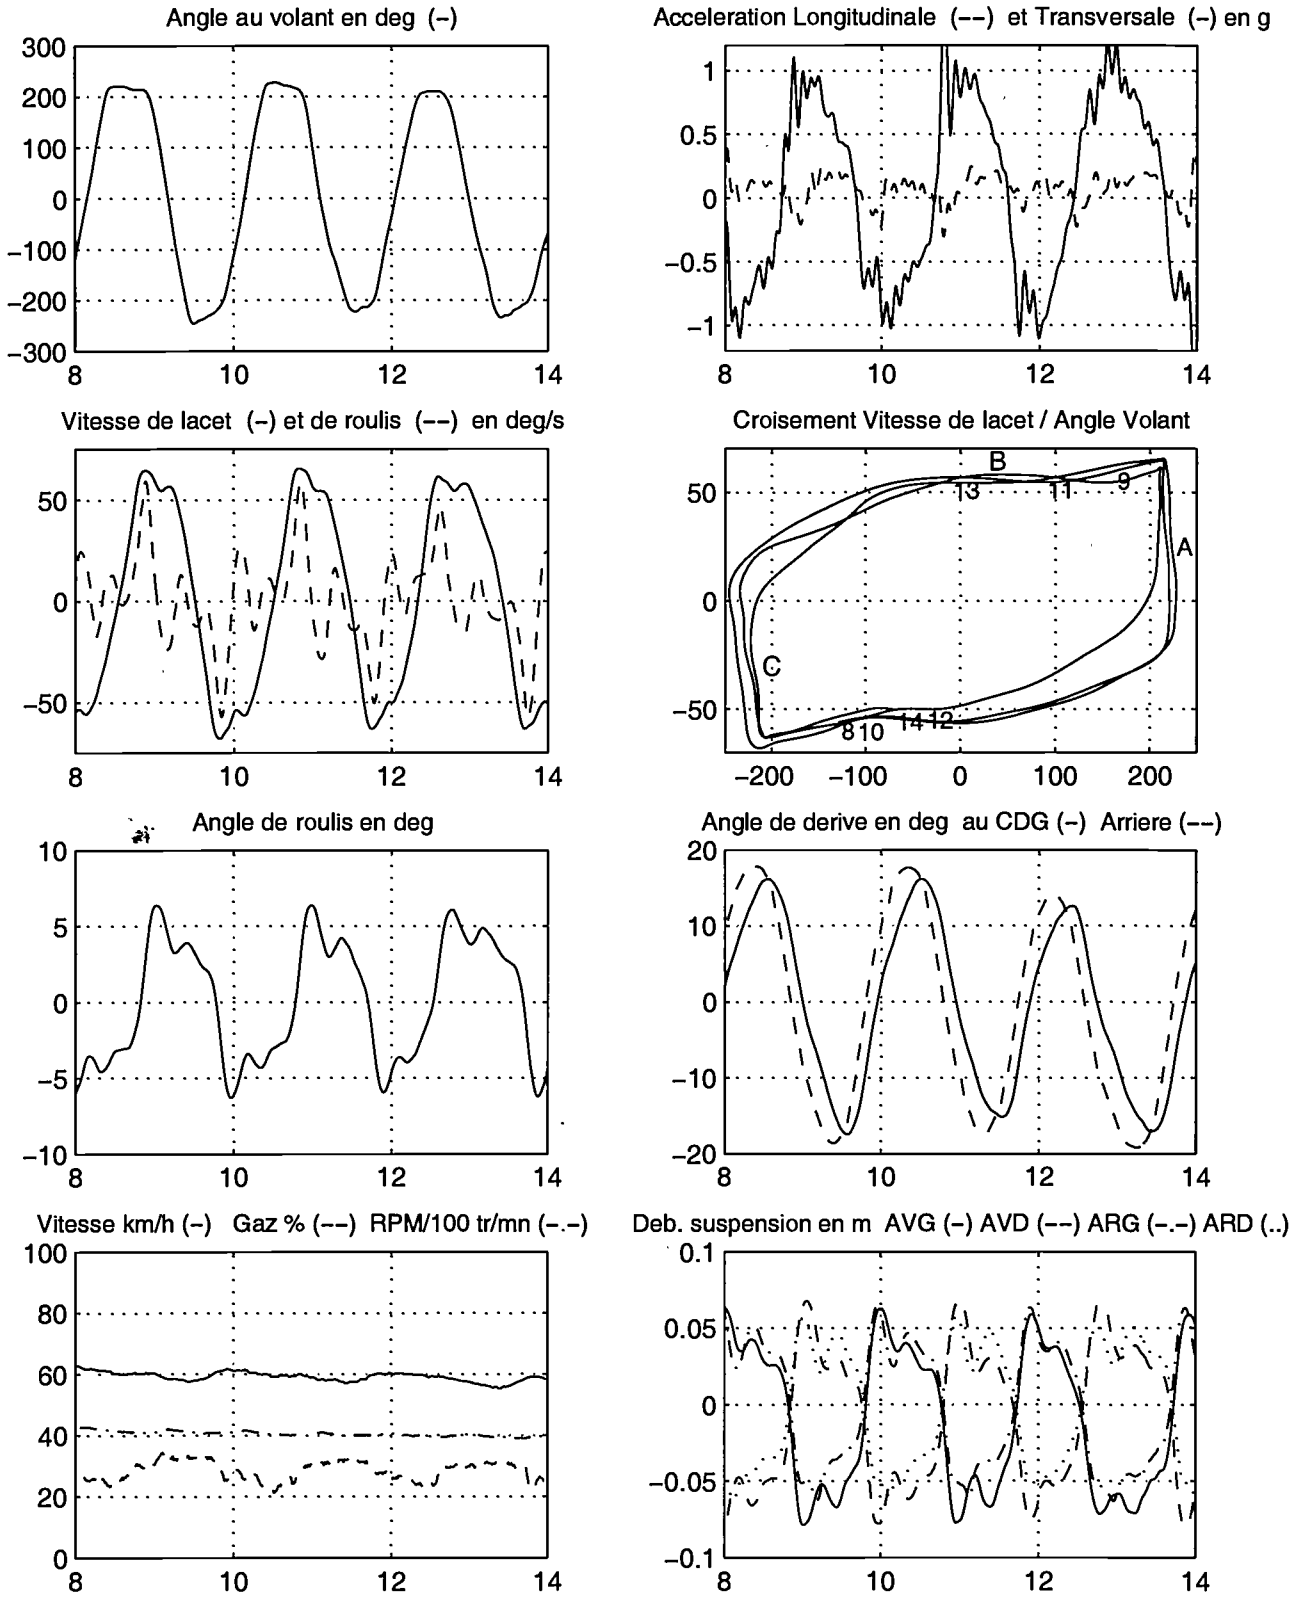 Angle au volant en deg (-)
300
200
100
0
-100
-200
-300
8 10 12 14
Acceleration Longitudinale (--) et Transversale (-) en g
1
0.5
0
-0.5
-1
8 10 12 14
Vitesse de lacet (-) et de roulis (--) en deg/s
50
0
-50
8 10 12 14
Croisement Vitesse de lacet / Angle Volant
50
0
-50
B
13 11 9
A
C
8 10 14 12
-200 -100 0 100 200
Angle de roulis en deg
10
5
0
-5
-10
8 10 12 14
Angle de derive en deg au CDG (-) Arriere (--)
20
10
0
-10
-20
8 10 12 14
Vitesse km/h (-) Gaz % (--) RPM/100 tr/mn (-.-)
100
80
60
40
20
0
8 10 12 14
Deb. suspension en m AVG (-) AVD (--) ARG (-.-) ARD (..)
0.1
0.05
0
-0.05
-0.1
8 10 12 14